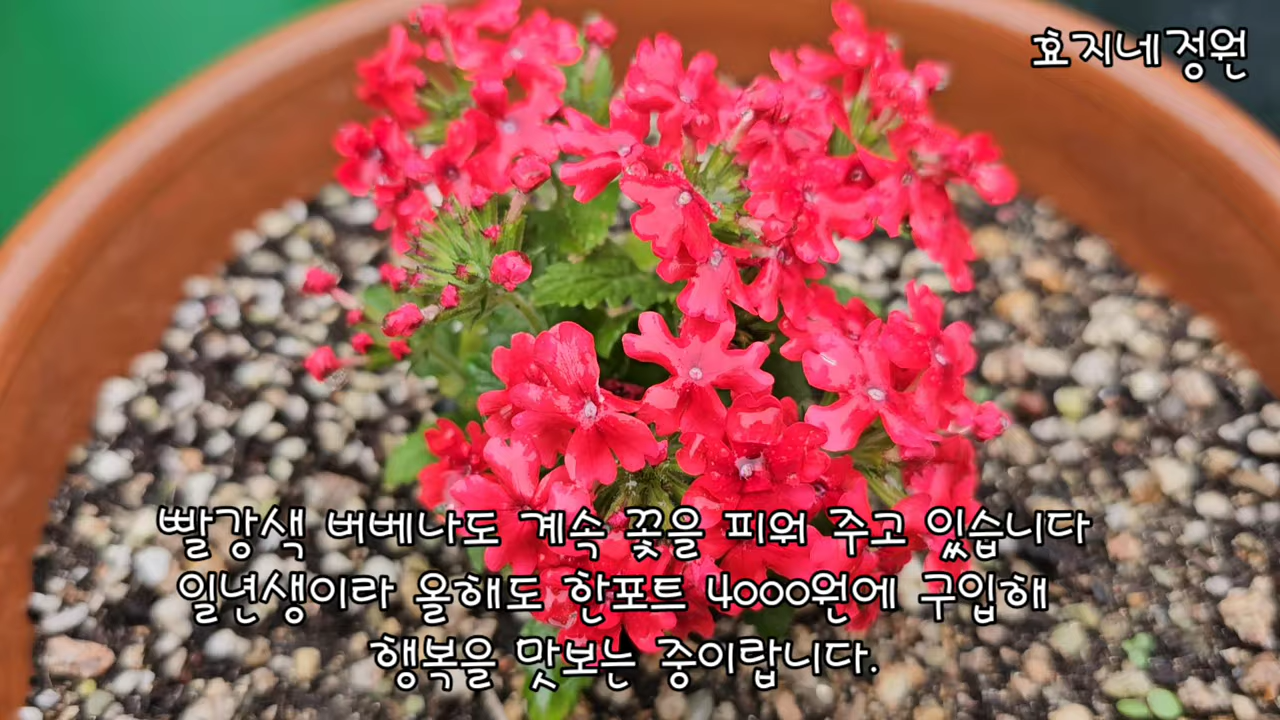 효지네정원
빨강색 버베나도 계속 꽃을 피워 주고 있습니다
일년생이라 올해도 한포트 4000원에 구입해
행복을 맛보는 중이랍니다.